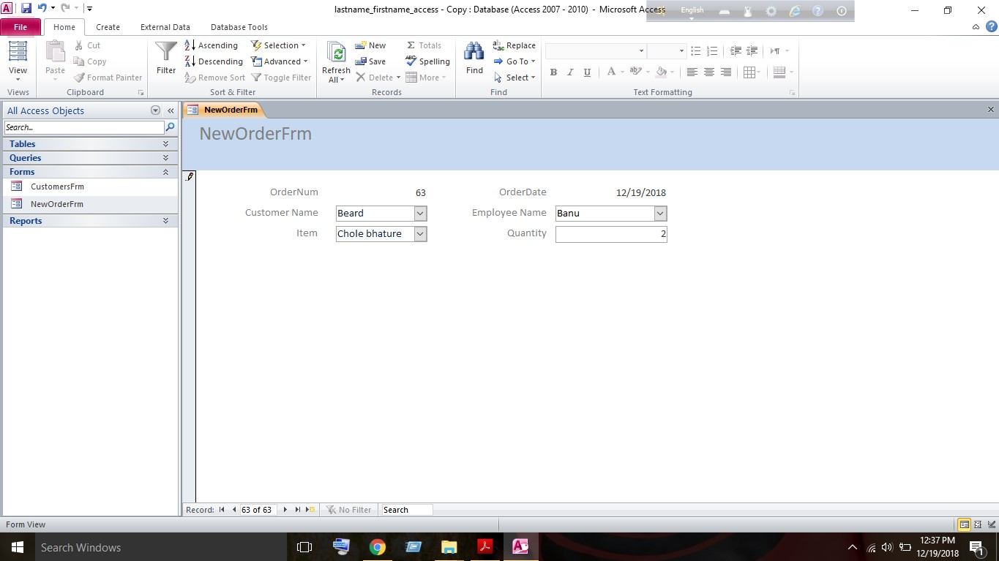 lastname_firstname_access - Copy : Database (Access 2007 - 2010) - Microsoft Access
English
File Home Create External Data Database Tools
View
Views
Paste
Cut
Copy
Format Painter
Clipboard
Filter
Ascending
Descending
Remove Sort
Selection
Advanced
Toggle Filter
Sort & Filter
Refresh
All
New
Save
Delete
Totals
Spelling
More
Records
Find
Replace
Go To
Select
Find
B I U A ab
Text Formatting
All Access Objects
Search...
Tables
Queries
Forms
CustomersFrm
NewOrderFrm
Reports
NewOrderFrm
NewOrderFrm
OrderNum 63 OrderDate 12/19/2018
Customer Name Beard Employee Name Banu
Item Chole bhature Quantity 2
Record: 63 of 63 No Filter Search
Form View
Search Windows
12:37 PM
12/19/2018
1